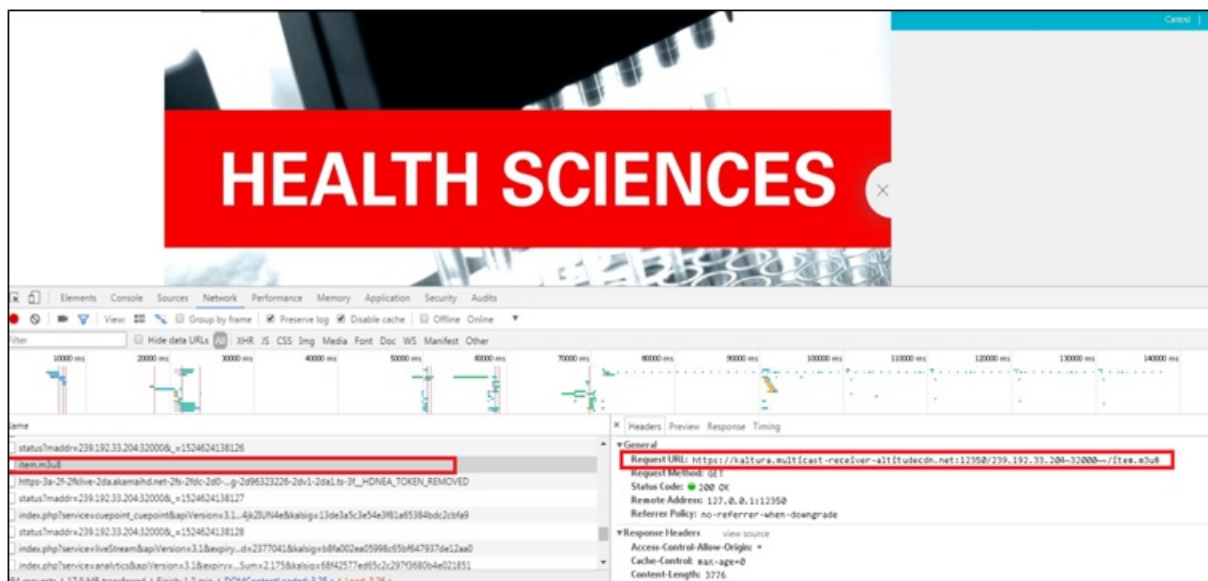 Cancel |
HEALTH SCIENCES
Elements Console Sources Network Performance Memory Application Security Audits
View: Group by frame Preserve log Disable cache Offline Online
Filter Hide data URLs All XHR JS CSS Img Media Font Doc WS Manifest Other
10000 ms 20000 ms 30000 ms 40000 ms 50000 ms 60000 ms 70000 ms 80000 ms 90000 ms 100000 ms 110000 ms 120000 ms 130000 ms 140000 ms
Name
status?maddr=239.192.33.204:32000&_=1524624138126
item.m3u8
status?maddr=239.192.33.204:32000&_=1524624138127
status?maddr=239.192.33.204:32000&_=1524624138128
× Headers Preview Response Timing
General
Request URL: https://kaltura.multicast-receiver-altitudecdn.net:12350/239.192.33.204-32000--/item.m3u8
Request Method: GET
Status Code: 200 OK
Remote Address: 127.0.0.1:12350
Referrer Policy: no-referrer-when-downgrade
Response Headers view source
Access-Control-Allow-Origin: *
Cache-Control: max-age=0
Content-Length: 3776